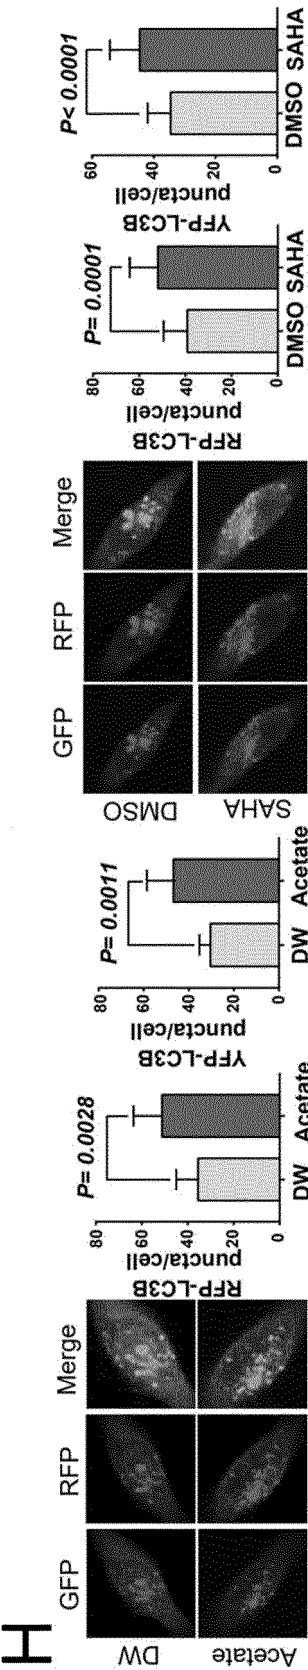 H
GFP RFP Merge
DW
Acetate
RFP-LC3B
puncta/cell
80
60
40
20
0
P= 0.0028
DW Acetate
YFP-LC3B
puncta/cell
80
60
40
20
0
P= 0.0011
DW Acetate
GFP RFP Merge
DMSO
SAHA
RFP-LC3B
puncta/cell
80
60
40
20
0
P= 0.0001
DMSO SAHA
YFP-LC3B
puncta/cell
60
40
20
0
P< 0.0001
DMSO SAHA